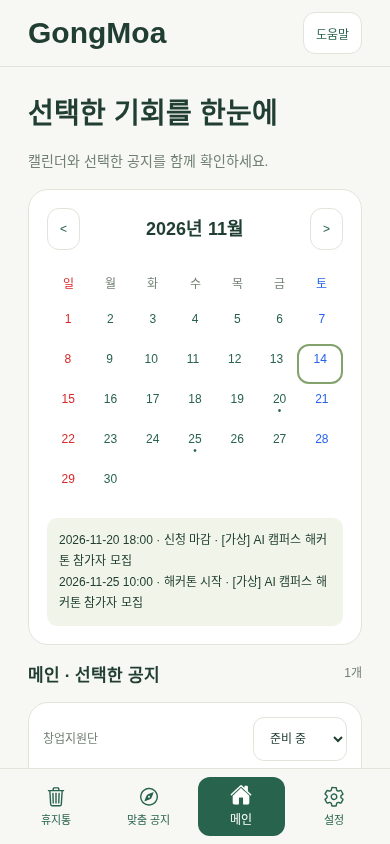 GongMoa
도움말
선택한 기회를 한눈에
캘린더와 선택한 공지를 함께 확인하세요.
< 2026년 11월 >
일 월 화 수 목 금 토
1 2 3 4 5 6 7
8 9 10 11 12 13 14
15 16 17 18 19 20 21
22 23 24 25 26 27 28
29 30
2026-11-20 18:00 · 신청 마감 · [가상] AI 캠퍼스 해커
톤 참가자 모집
2026-11-25 10:00 · 해커톤 시작 · [가상] AI 캠퍼스 해
커톤 참가자 모집
메인 · 선택한 공지 1개
창업지원단 준비 중
휴지통 맞춤 공지 메인 설정